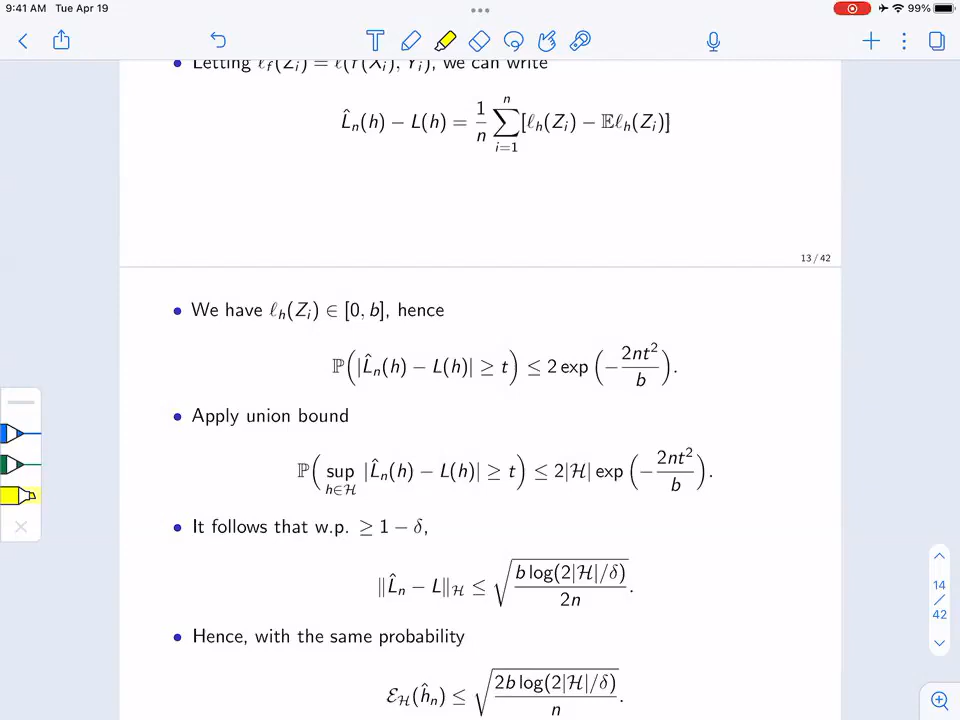 9:41 AM Tue Apr 19
99%
• Letting ℓ_f(Z_i) = ℓ(f(X_i), Y_i), we can write
L̂_n(h) − L(h) = 1/n ∑_{i=1}^{n} [ℓ_h(Z_i) − 𝔼ℓ_h(Z_i)]
13 / 42
• We have ℓ_h(Z_i) ∈ [0, b], hence
ℙ(|L̂_n(h) − L(h)| ≥ t) ≤ 2 exp(−2nt²/b).
• Apply union bound
ℙ(sup_{h∈ℋ} |L̂_n(h) − L(h)| ≥ t) ≤ 2|ℋ| exp(−2nt²/b).
• It follows that w.p. ≥ 1 − δ,
‖L̂_n − L‖_ℋ ≤ √(b log(2|ℋ|/δ)/2n).
• Hence, with the same probability
ℰ_ℋ(ĥ_n) ≤ √(2b log(2|ℋ|/δ)/n).
14
/
42